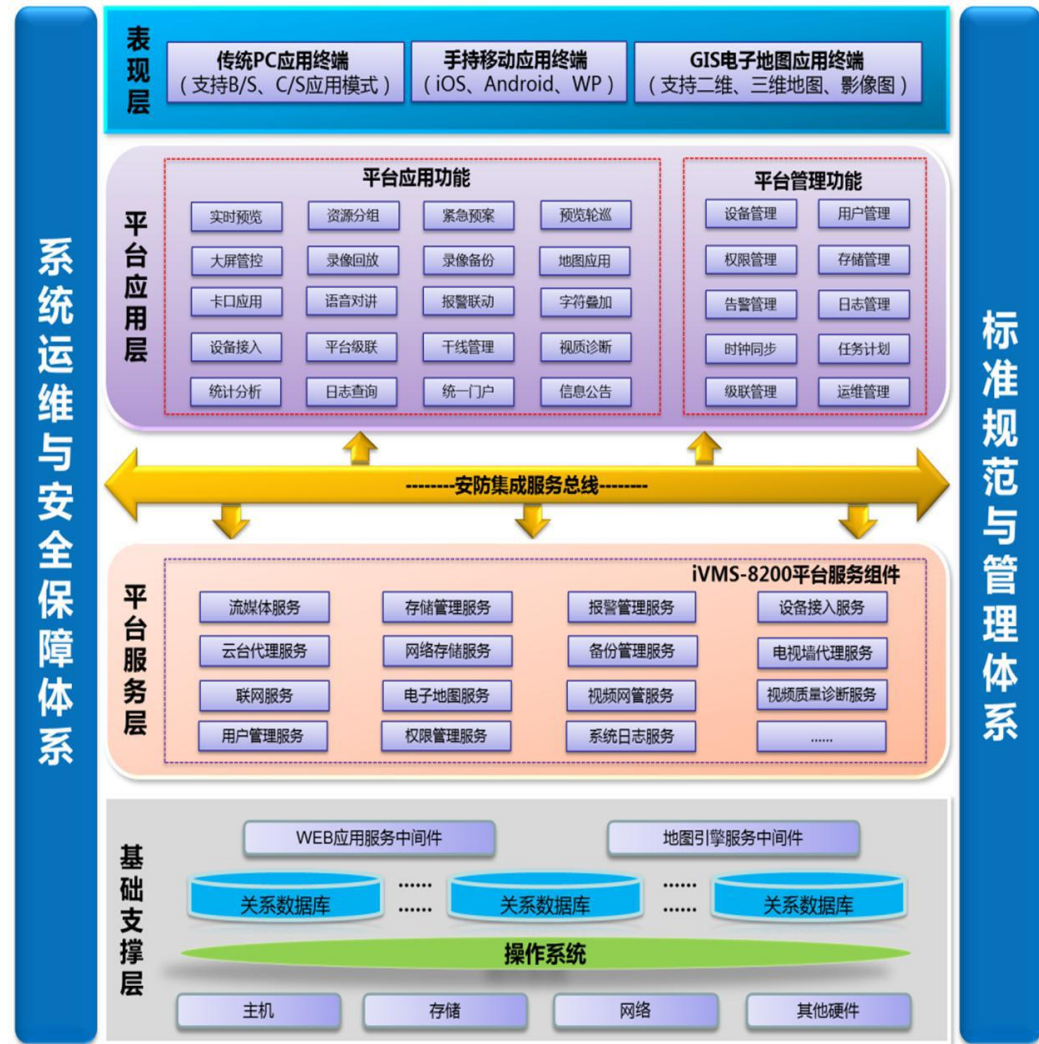 系统运维与安全保障体系
表现层
传统PC应用终端
（支持B/S、C/S应用模式）
手持移动应用终端
（iOS、Android、WP）
GIS电子地图应用终端
（支持二维、三维地图、影像图）
平台应用层
平台应用功能
实时预览
资源分组
紧急预案
预览轮巡
大屏管控
录像回放
录像备份
地图应用
卡口应用
语音对讲
报警联动
字符叠加
设备接入
平台级联
干线管理
视质诊断
统计分析
日志查询
统一门户
信息公告
平台管理功能
设备管理
用户管理
权限管理
存储管理
告警管理
日志管理
时钟同步
任务计划
级联管理
运维管理
--------安防集成服务总线--------
平台服务层
iVMS-8200平台服务组件
流媒体服务
存储管理服务
报警管理服务
设备接入服务
云台代理服务
网络存储服务
备份管理服务
电视墙代理服务
联网服务
电子地图服务
视频网管服务
视频质量诊断服务
用户管理服务
权限管理服务
系统日志服务
......
基础支撑层
WEB应用服务中间件
地图引擎服务中间件
关系数据库
......
......
关系数据库
......
......
关系数据库
操作系统
主机
存储
网络
其他硬件
标准规范与管理体系